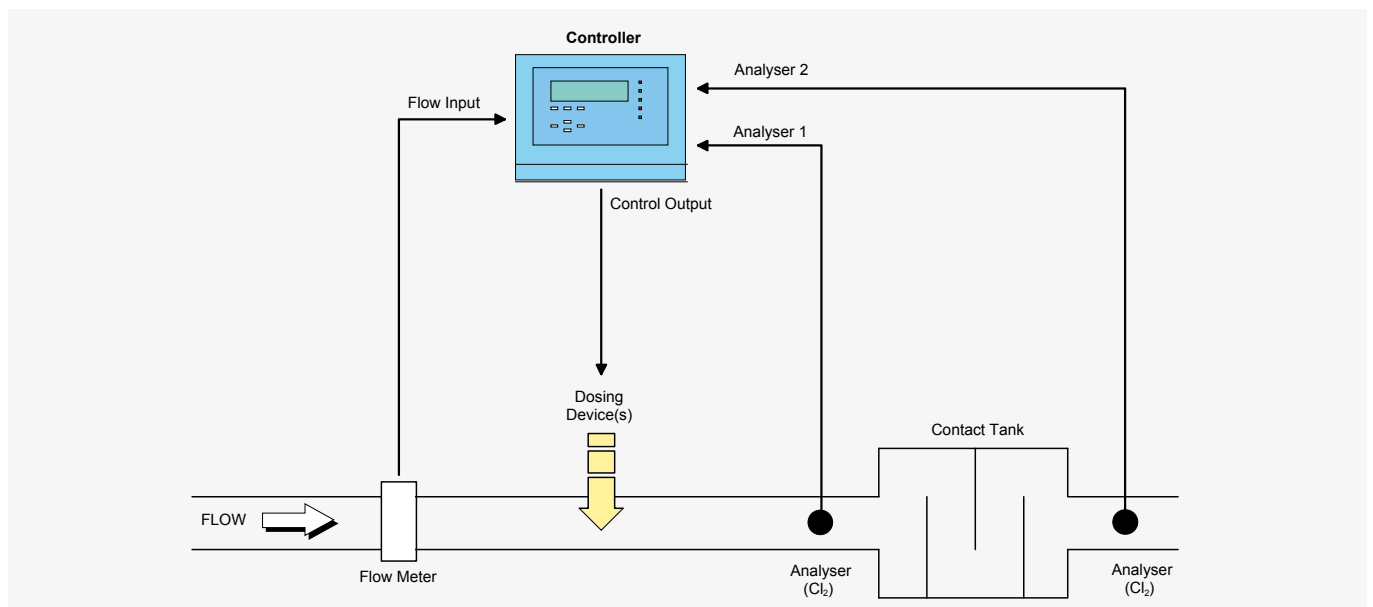 Controller
Analyser 2
Flow Input
Analyser 1
Control Output
Dosing
Device(s)
Contact Tank
FLOW
Flow Meter
Analyser
(Cl₂)
Analyser
(Cl₂)